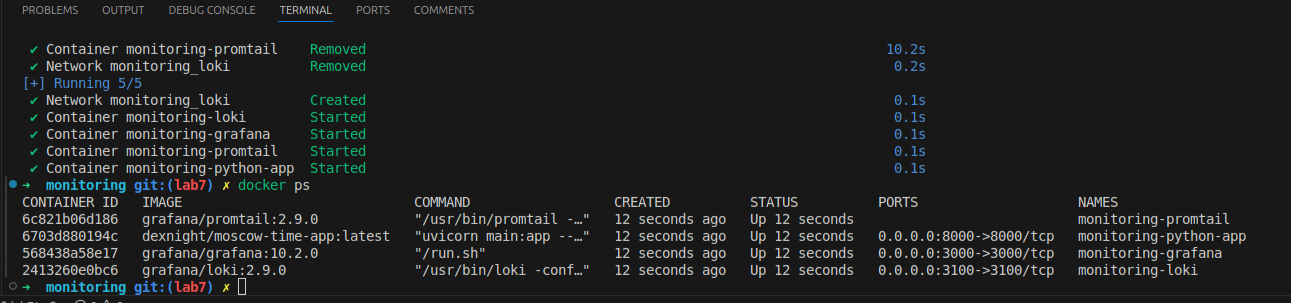 PROBLEMS OUTPUT DEBUG CONSOLE TERMINAL PORTS COMMENTS
✔ Container monitoring-promtail Removed 10.2s
✔ Network monitoring_loki Removed 0.2s
[+] Running 5/5
✔ Network monitoring_loki Created 0.1s
✔ Container monitoring-loki Started 0.1s
✔ Container monitoring-grafana Started 0.1s
✔ Container monitoring-promtail Started 0.1s
✔ Container monitoring-python-app Started 0.1s
➜ monitoring git:(lab7) ✗ docker ps
CONTAINER ID IMAGE COMMAND CREATED STATUS PORTS NAMES
6c821b06d186 grafana/promtail:2.9.0 "/usr/bin/promtail -…" 12 seconds ago Up 12 seconds monitoring-promtail
6703d880194c dexnight/moscow-time-app:latest "uvicorn main:app --…" 12 seconds ago Up 12 seconds 0.0.0.0:8000->8000/tcp monitoring-python-app
568438a58e17 grafana/grafana:10.2.0 "/run.sh" 12 seconds ago Up 12 seconds 0.0.0.0:3000->3000/tcp monitoring-grafana
2413260e0bc6 grafana/loki:2.9.0 "/usr/bin/loki -conf…" 12 seconds ago Up 12 seconds 0.0.0.0:3100->3100/tcp monitoring-loki
➜ monitoring git:(lab7) ✗